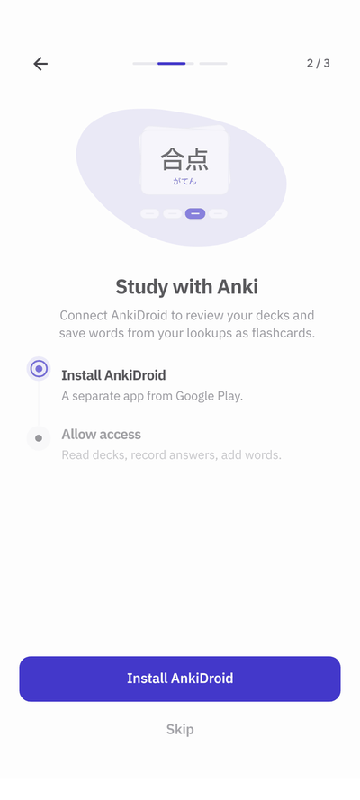 2 / 3
合点
がてん
Study with Anki
Connect AnkiDroid to review your decks and
save words from your lookups as flashcards.
Install AnkiDroid
A separate app from Google Play.
Allow access
Read decks, record answers, add words.
Install AnkiDroid
Skip